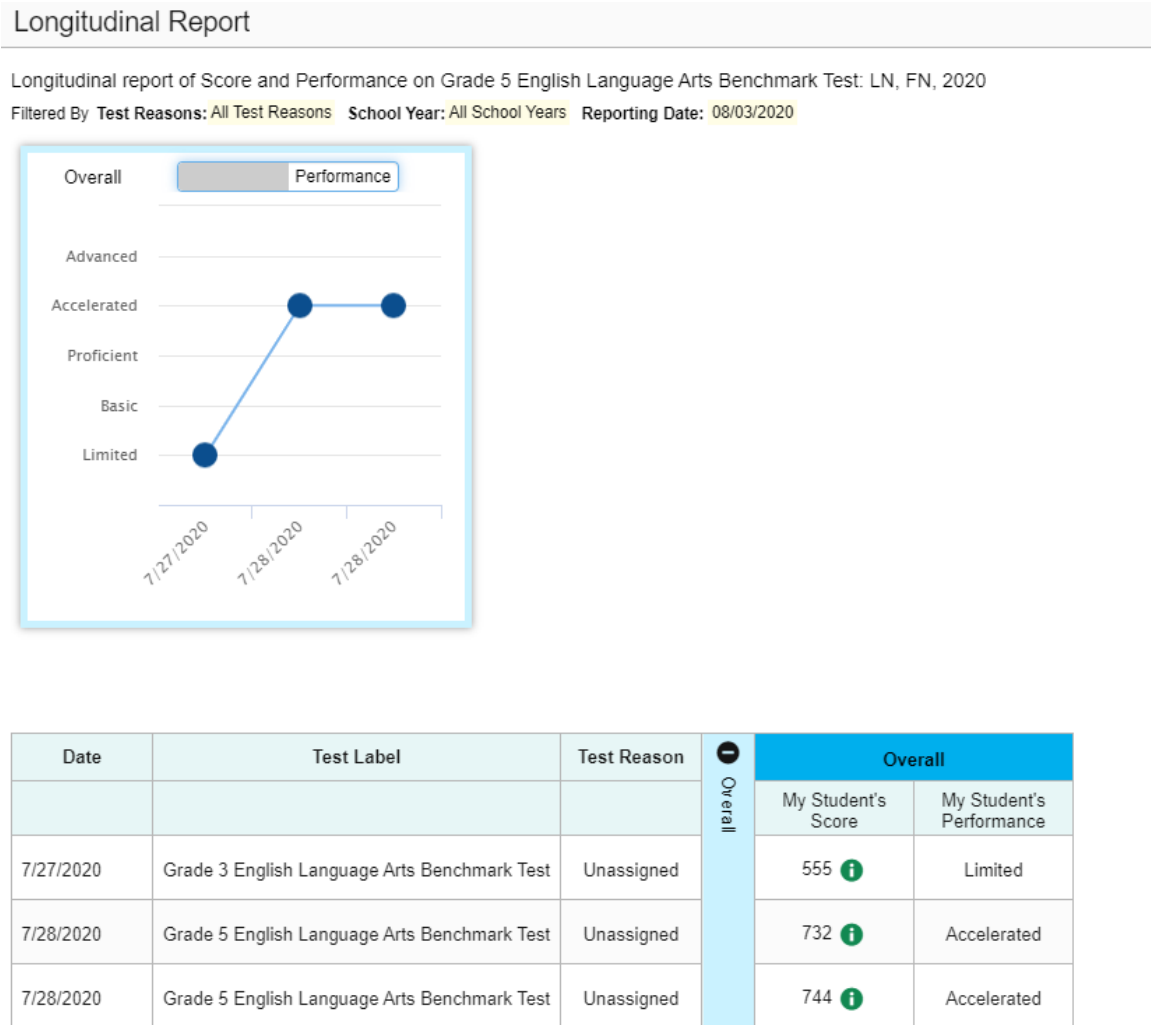 Longitudinal Report
Longitudinal report of Score and Performance on Grade 5 English Language Arts Benchmark Test: LN, FN, 2020
Filtered By Test Reasons: All Test Reasons School Year: All School Years Reporting Date: 08/03/2020
Overall Performance
Advanced
Accelerated
Proficient
Basic
Limited
7/27/2020 7/28/2020 7/28/2020
Date Test Label Test Reason Overall Overall
My Student's Score My Student's Performance
7/27/2020 Grade 3 English Language Arts Benchmark Test Unassigned 555 Limited
7/28/2020 Grade 5 English Language Arts Benchmark Test Unassigned 732 Accelerated
7/28/2020 Grade 5 English Language Arts Benchmark Test Unassigned 744 Accelerated